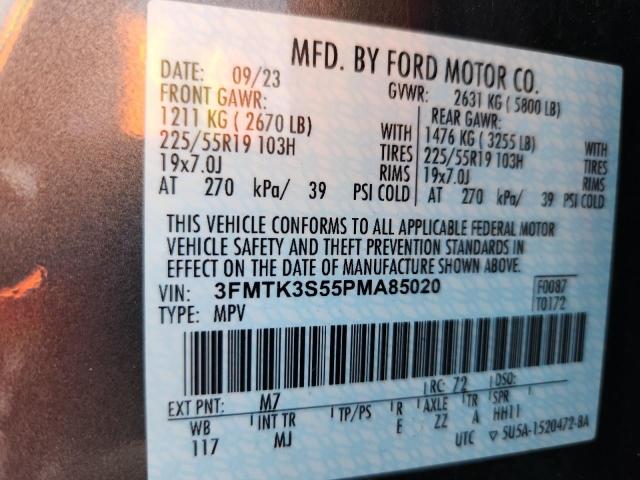 MFD. BY FORD MOTOR CO.
DATE: 09/23 GVWR: 2631 KG ( 5800 LB)
FRONT GAWR: REAR GAWR:
1211 KG ( 2670 LB) WITH 1476 KG ( 3255 LB) WITH
225/55R19 103H TIRES 225/55R19 103H TIRES
19x7.0J RIMS 19x7.0J RIMS
AT 270 kPa/ 39 PSI COLD AT 270 kPa/ 39 PSI COLD
THIS VEHICLE CONFORMS TO ALL APPLICABLE FEDERAL MOTOR
VEHICLE SAFETY AND THEFT PREVENTION STANDARDS IN
EFFECT ON THE DATE OF MANUFACTURE SHOWN ABOVE.
VIN: 3FMTK3S55PMA85020 F0087
TYPE: MPV T0172
EXT PNT: M7 RC: 72 DSO:
WB INT TR TP/PS R AXLE TR SPR
117 MJ E ZZ A HH11
UTC 5U5A-1520472-BA